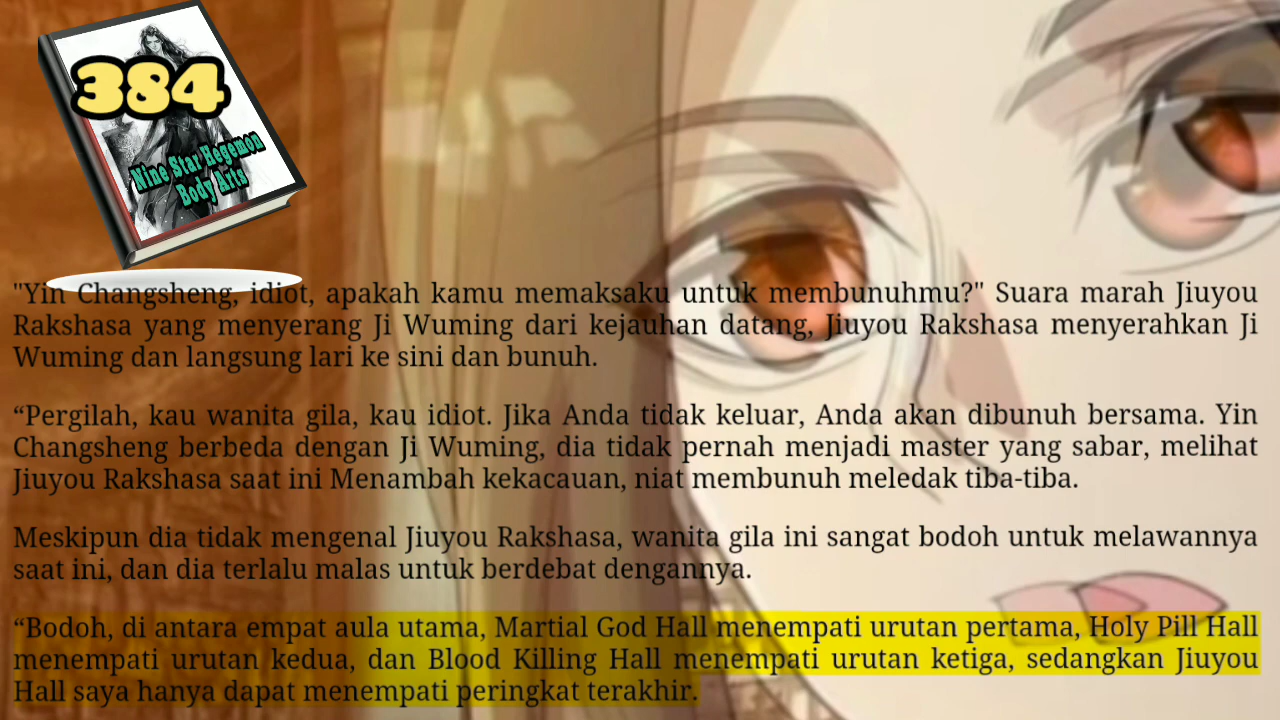 384
Nine Star Hegemon
Body Arts
"Yin Changsheng, idiot, apakah kamu memaksaku untuk membunuhmu?" Suara marah Jiuyou
Rakshasa yang menyerang Ji Wuming dari kejauhan datang, Jiuyou Rakshasa menyerahkan Ji
Wuming dan langsung lari ke sini dan bunuh.
“Pergilah, kau wanita gila, kau idiot. Jika Anda tidak keluar, Anda akan dibunuh bersama. Yin
Changsheng berbeda dengan Ji Wuming, dia tidak pernah menjadi master yang sabar, melihat
Jiuyou Rakshasa saat ini Menambah kekacauan, niat membunuh meledak tiba-tiba.
Meskipun dia tidak mengenal Jiuyou Rakshasa, wanita gila ini sangat bodoh untuk melawannya
saat ini, dan dia terlalu malas untuk berdebat dengannya.
“Bodoh, di antara empat aula utama, Martial God Hall menempati urutan pertama, Holy Pill Hall
menempati urutan kedua, dan Blood Killing Hall menempati urutan ketiga, sedangkan Jiuyou
Hall saya hanya dapat menempati peringkat terakhir.